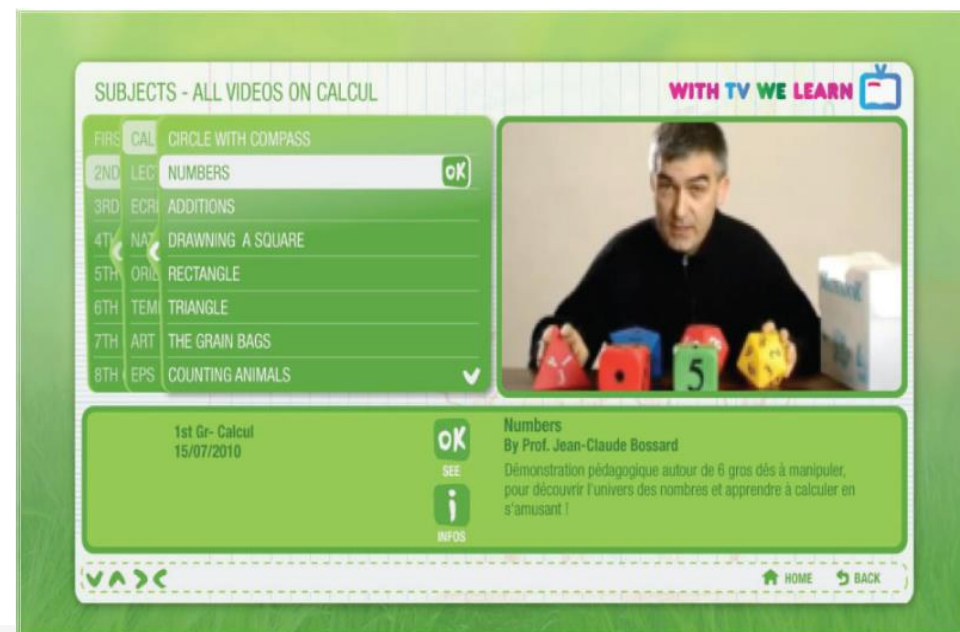 SUBJECTS - ALL VIDEOS ON CALCUL
WITH TV WE LEARN
FIRS CAL CIRCLE WITH COMPASS
2ND LEC NUMBERS OK
3RD ECRI ADDITIONS
4TH NAT DRAWNING A SQUARE
5TH ORIE RECTANGLE
6TH TEM TRIANGLE
7TH ART THE GRAIN BAGS
8TH EPS COUNTING ANIMALS
5
1st Gr- Calcul
15/07/2010
OK
SEE
i
INFOS
Numbers
By Prof. Jean-Claude Bossard
Démonstration pédagogique autour de 6 gros dès à manipuler,
pour découvrir l'univers des nombres et apprendre à calculer en
s'amusant !
HOME BACK